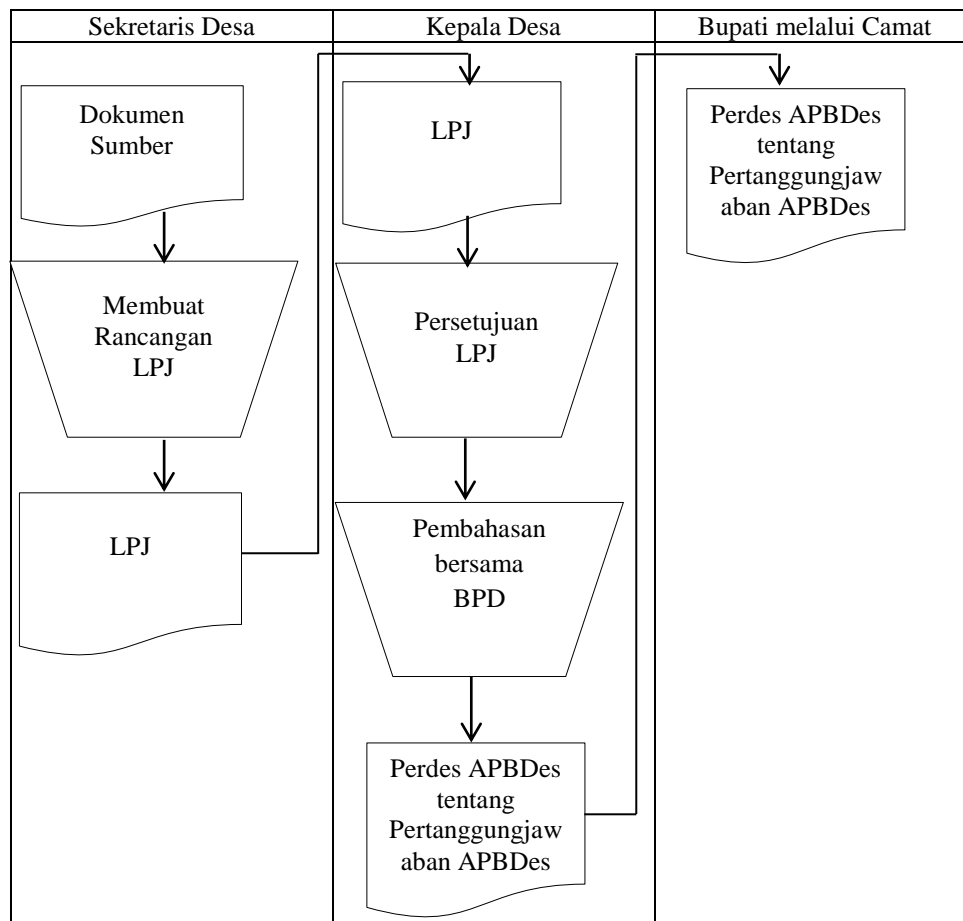 Sekretaris Desa
Kepala Desa
Bupati melalui Camat
Dokumen
Sumber
Membuat
Rancangan
LPJ
LPJ
LPJ
Persetujuan
LPJ
Pembahasan
bersama
BPD
Perdes APBDes
tentang
Pertanggungjaw
aban APBDes
Perdes APBDes
tentang
Pertanggungjaw
aban APBDes